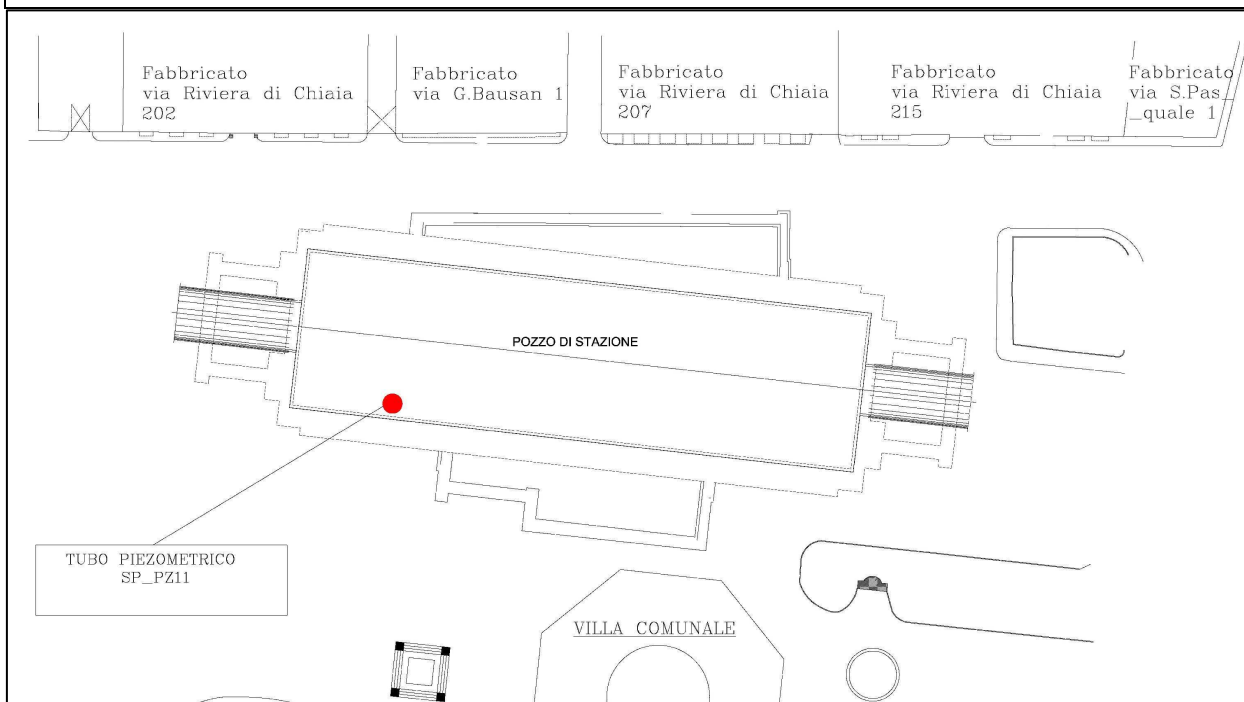 Fabbricato
via Riviera di Chiaia
202
Fabbricato
via G.Bausan 1
Fabbricato
via Riviera di Chiaia
207
Fabbricato
via Riviera di Chiaia
215
Fabbricato
via S.Pas_
_quale 1
POZZO DI STAZIONE
TUBO PIEZOMETRICO
SP_PZ11
VILLA COMUNALE